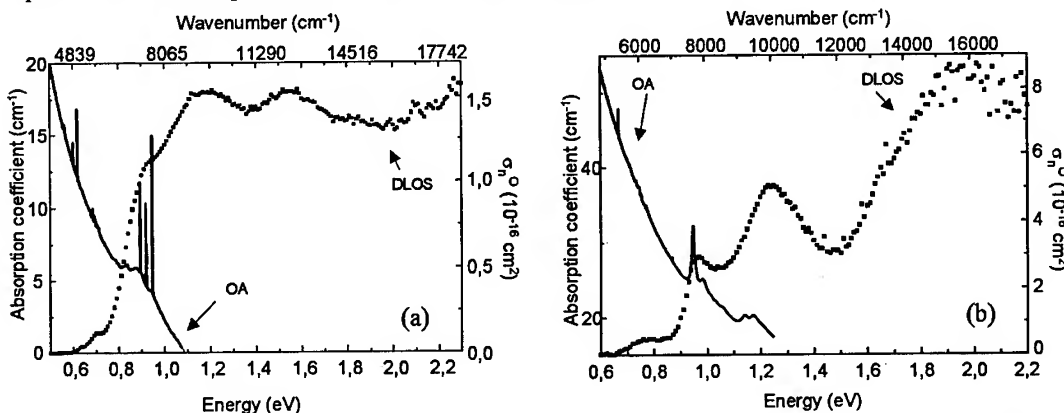 Wavenumber (cm⁻¹)
4839 8065 11290 14516 17742
20
15
10
5
0
Absorption coefficient (cm⁻¹)
OA
DLOS
OA
(a)
1,5
1,0
0,5
0,0
σₙ⁰ (10⁻¹⁶ cm²)
0,6 0,8 1,0 1,2 1,4 1,6 1,8 2,0 2,2
Energy (eV)
Wavenumber (cm⁻¹)
6000 8000 10000 12000 14000 16000
40
20
Absorption coefficient (cm⁻¹)
OA
DLOS
(b)
8
6
4
2
0
0,6 0,8 1,0 1,2 1,4 1,6 1,8 2,0 2,2
Energy (eV)